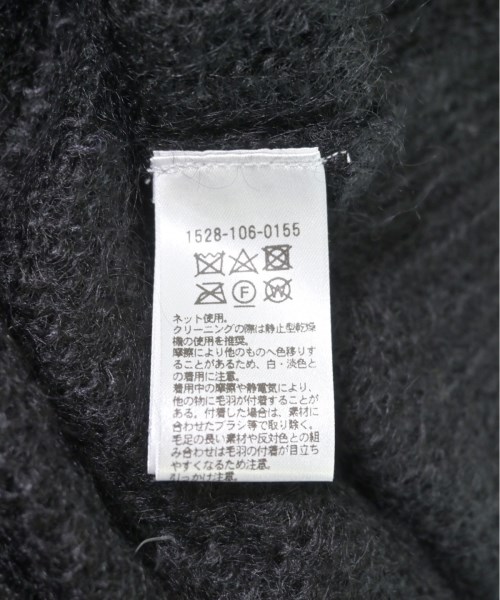 1528-106-0155
F W
ネット使用。
クリーニングの際は静止型乾燥
機の使用を推奨。
摩擦により他のものへ色移りす
ることがあるため、白・淡色と
の着用に注意。
着用中の摩擦や静電気により、
他の物に毛羽が付着することが
ある。付着した場合は、素材に
合わせたブラシ等で取り除く。
毛足の長い素材や反対色との組
み合わせは毛羽の付着が目立ち
やすくなるため注意。
引っかけ注意。